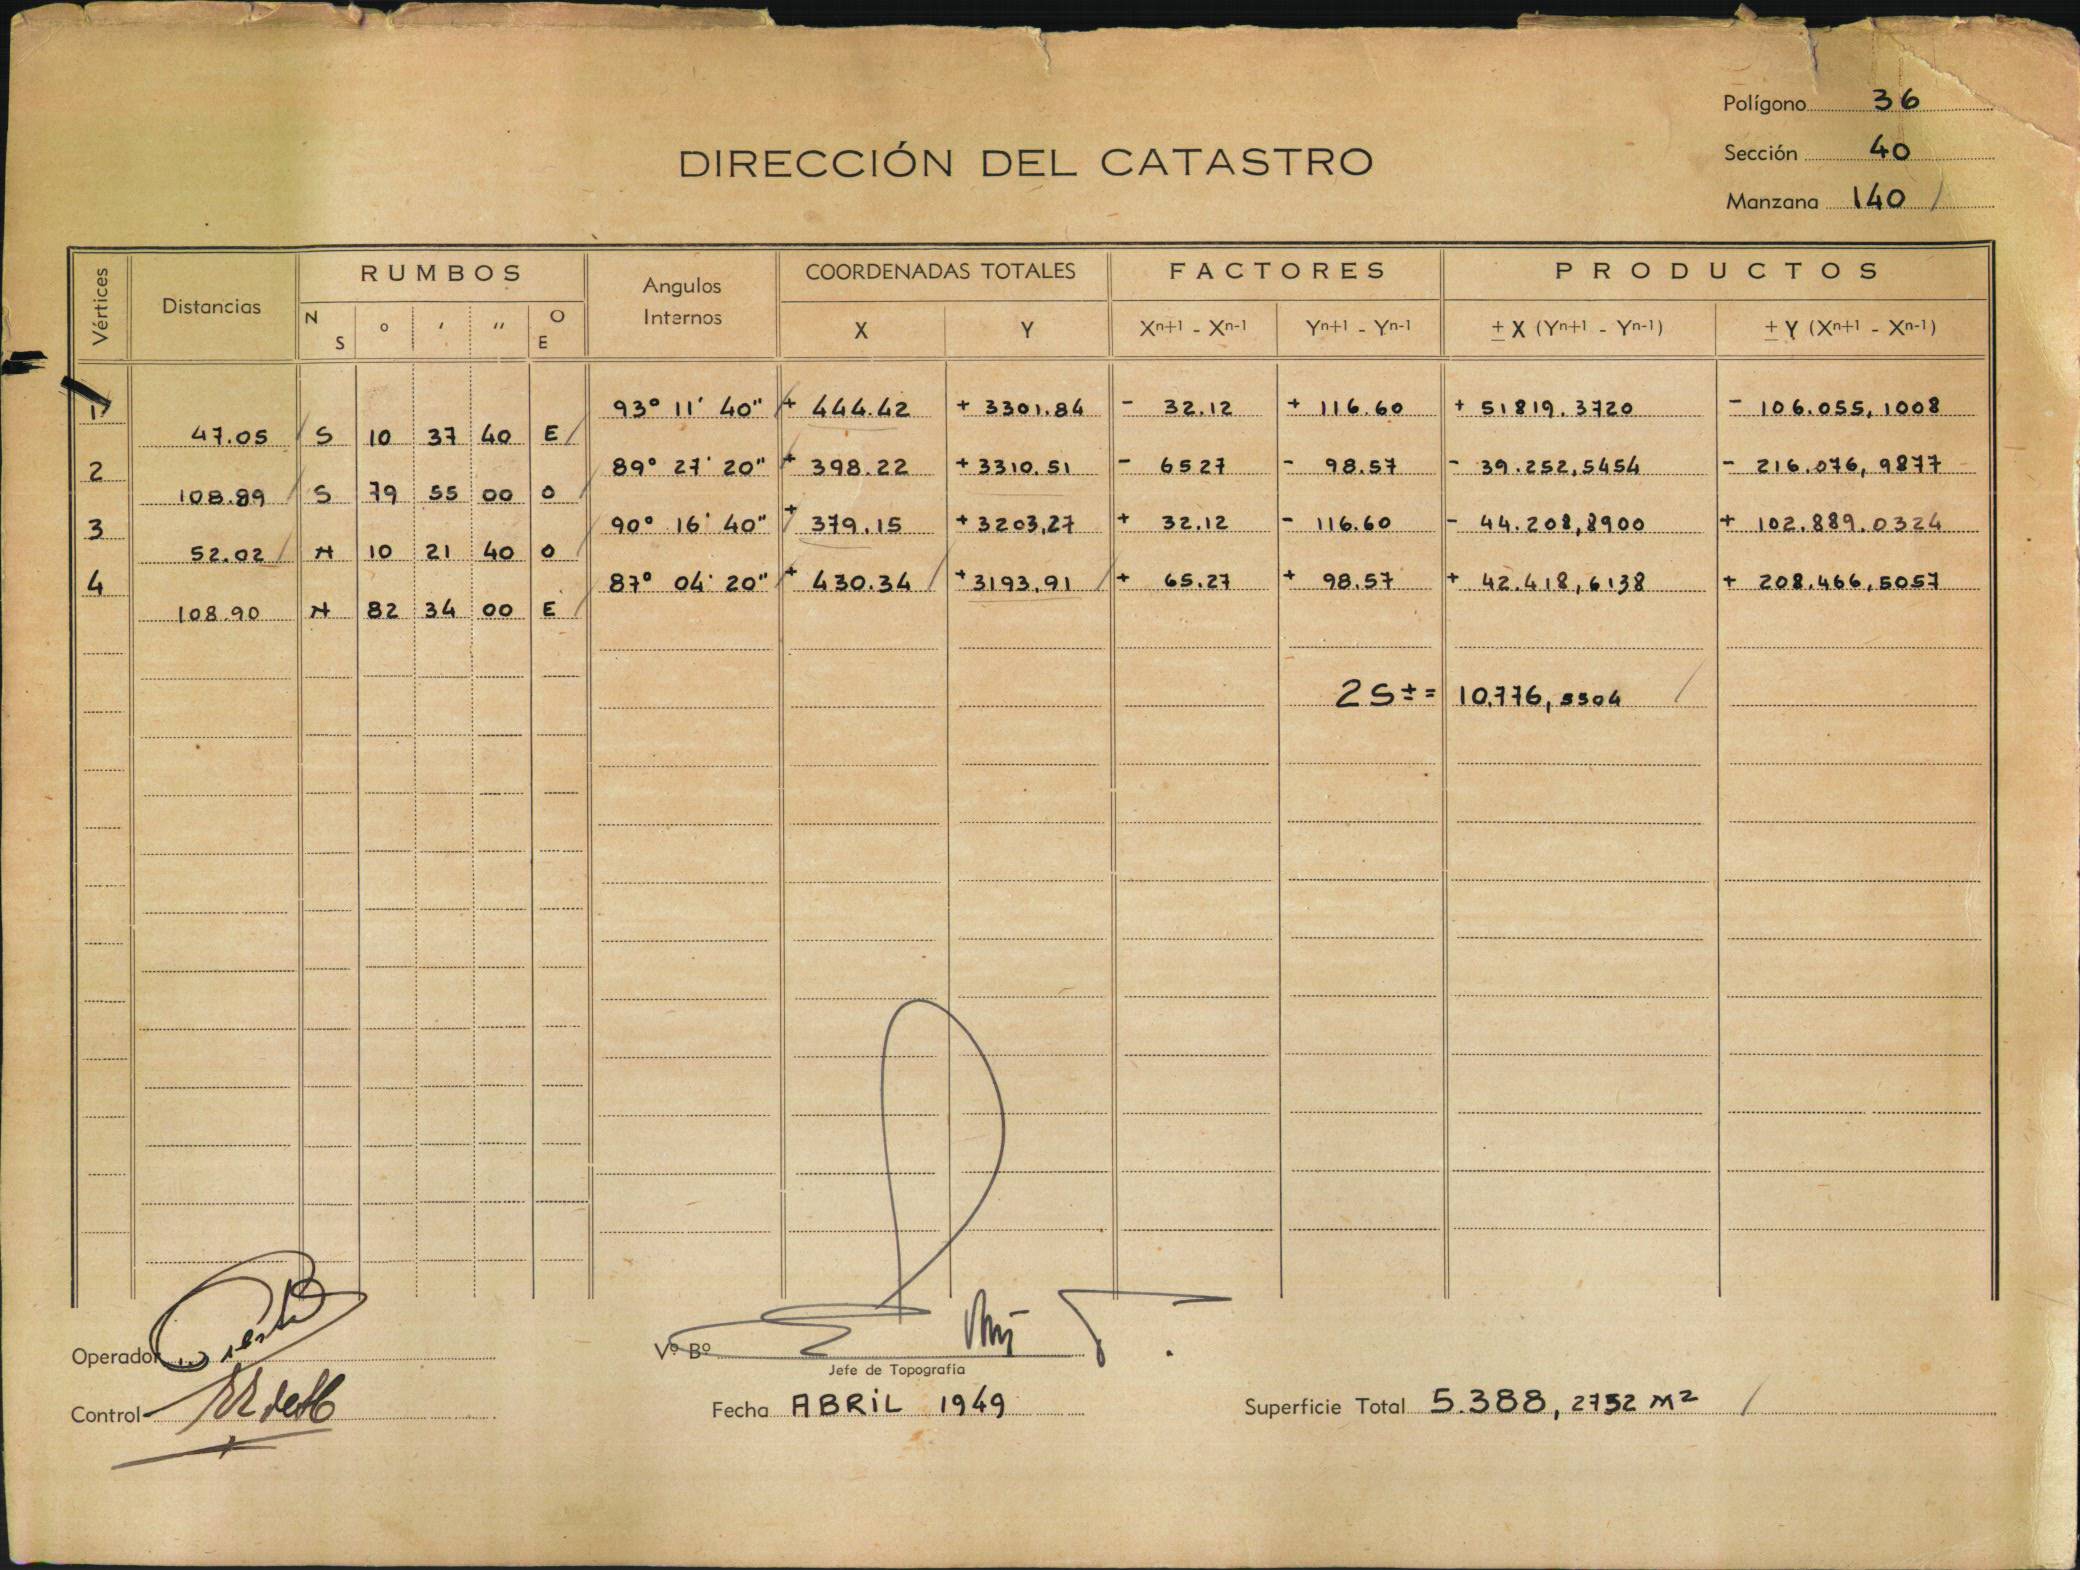 Polígono 36
DIRECCIÓN DEL CATASTRO
Sección 40
Manzana 140 /
Vértices Distancias RUMBOS Angulos Internos COORDENADAS TOTALES FACTORES PRODUCTOS
N S ° ' '' O E X Y Xn+1 - Xn-1 Yn+1 - Yn-1 ± X (Yn+1 - Yn-1) ± Y (Xn+1 - Xn-1)
1 93° 11' 40" + 444.42 + 3301.84 - 32.12 + 116.60 + 51819.3720 - 106.055,1008
47.05 S 10 37 40 E
2 89° 27' 20" + 398.22 + 3310.51 - 65 27 - 98.57 - 39.252,5454 - 216.076,9877
108.89 S 79 55 00 O
3 90° 16' 40" + 379.15 + 3203,27 + 32.12 - 116.60 - 44.208,8900 + 102.889.0324
52.02 N 10 21 40 O
4 87° 04' 20" + 430.34 + 3193,91 + 65.27 + 98.57 + 42.418,6138 + 208.466,5057
108.90 N 82 34 00 E
2 S ± = 10.776,5504
Operador
Vº Bº
Jefe de Topografía
Control
Fecha ABRIL 1949
Superficie Total 5.388,2752 M2